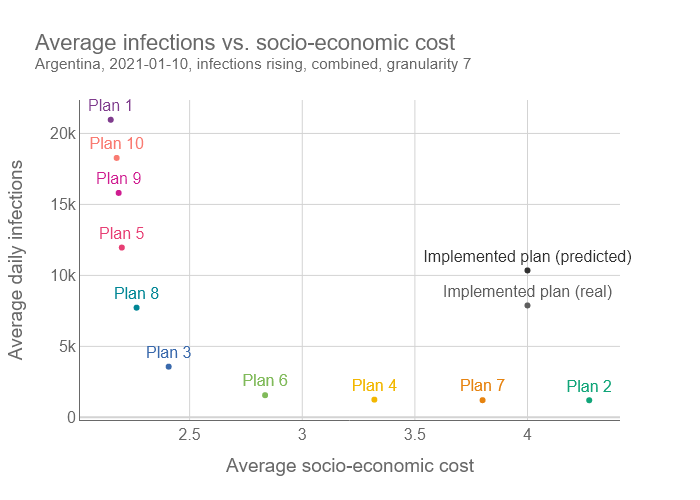 Average infections vs. socio-economic cost
Argentina, 2021-01-10, infections rising, combined, granularity 7
Plan 1
20k
Plan 10
Plan 9
15k
Plan 5
Implemented plan (predicted)
10k
Plan 8
Implemented plan (real)
5k
Plan 3
Plan 6
Plan 4
Plan 7
Plan 2
0
2.5
3
3.5
4
Average daily infections
Average socio-economic cost